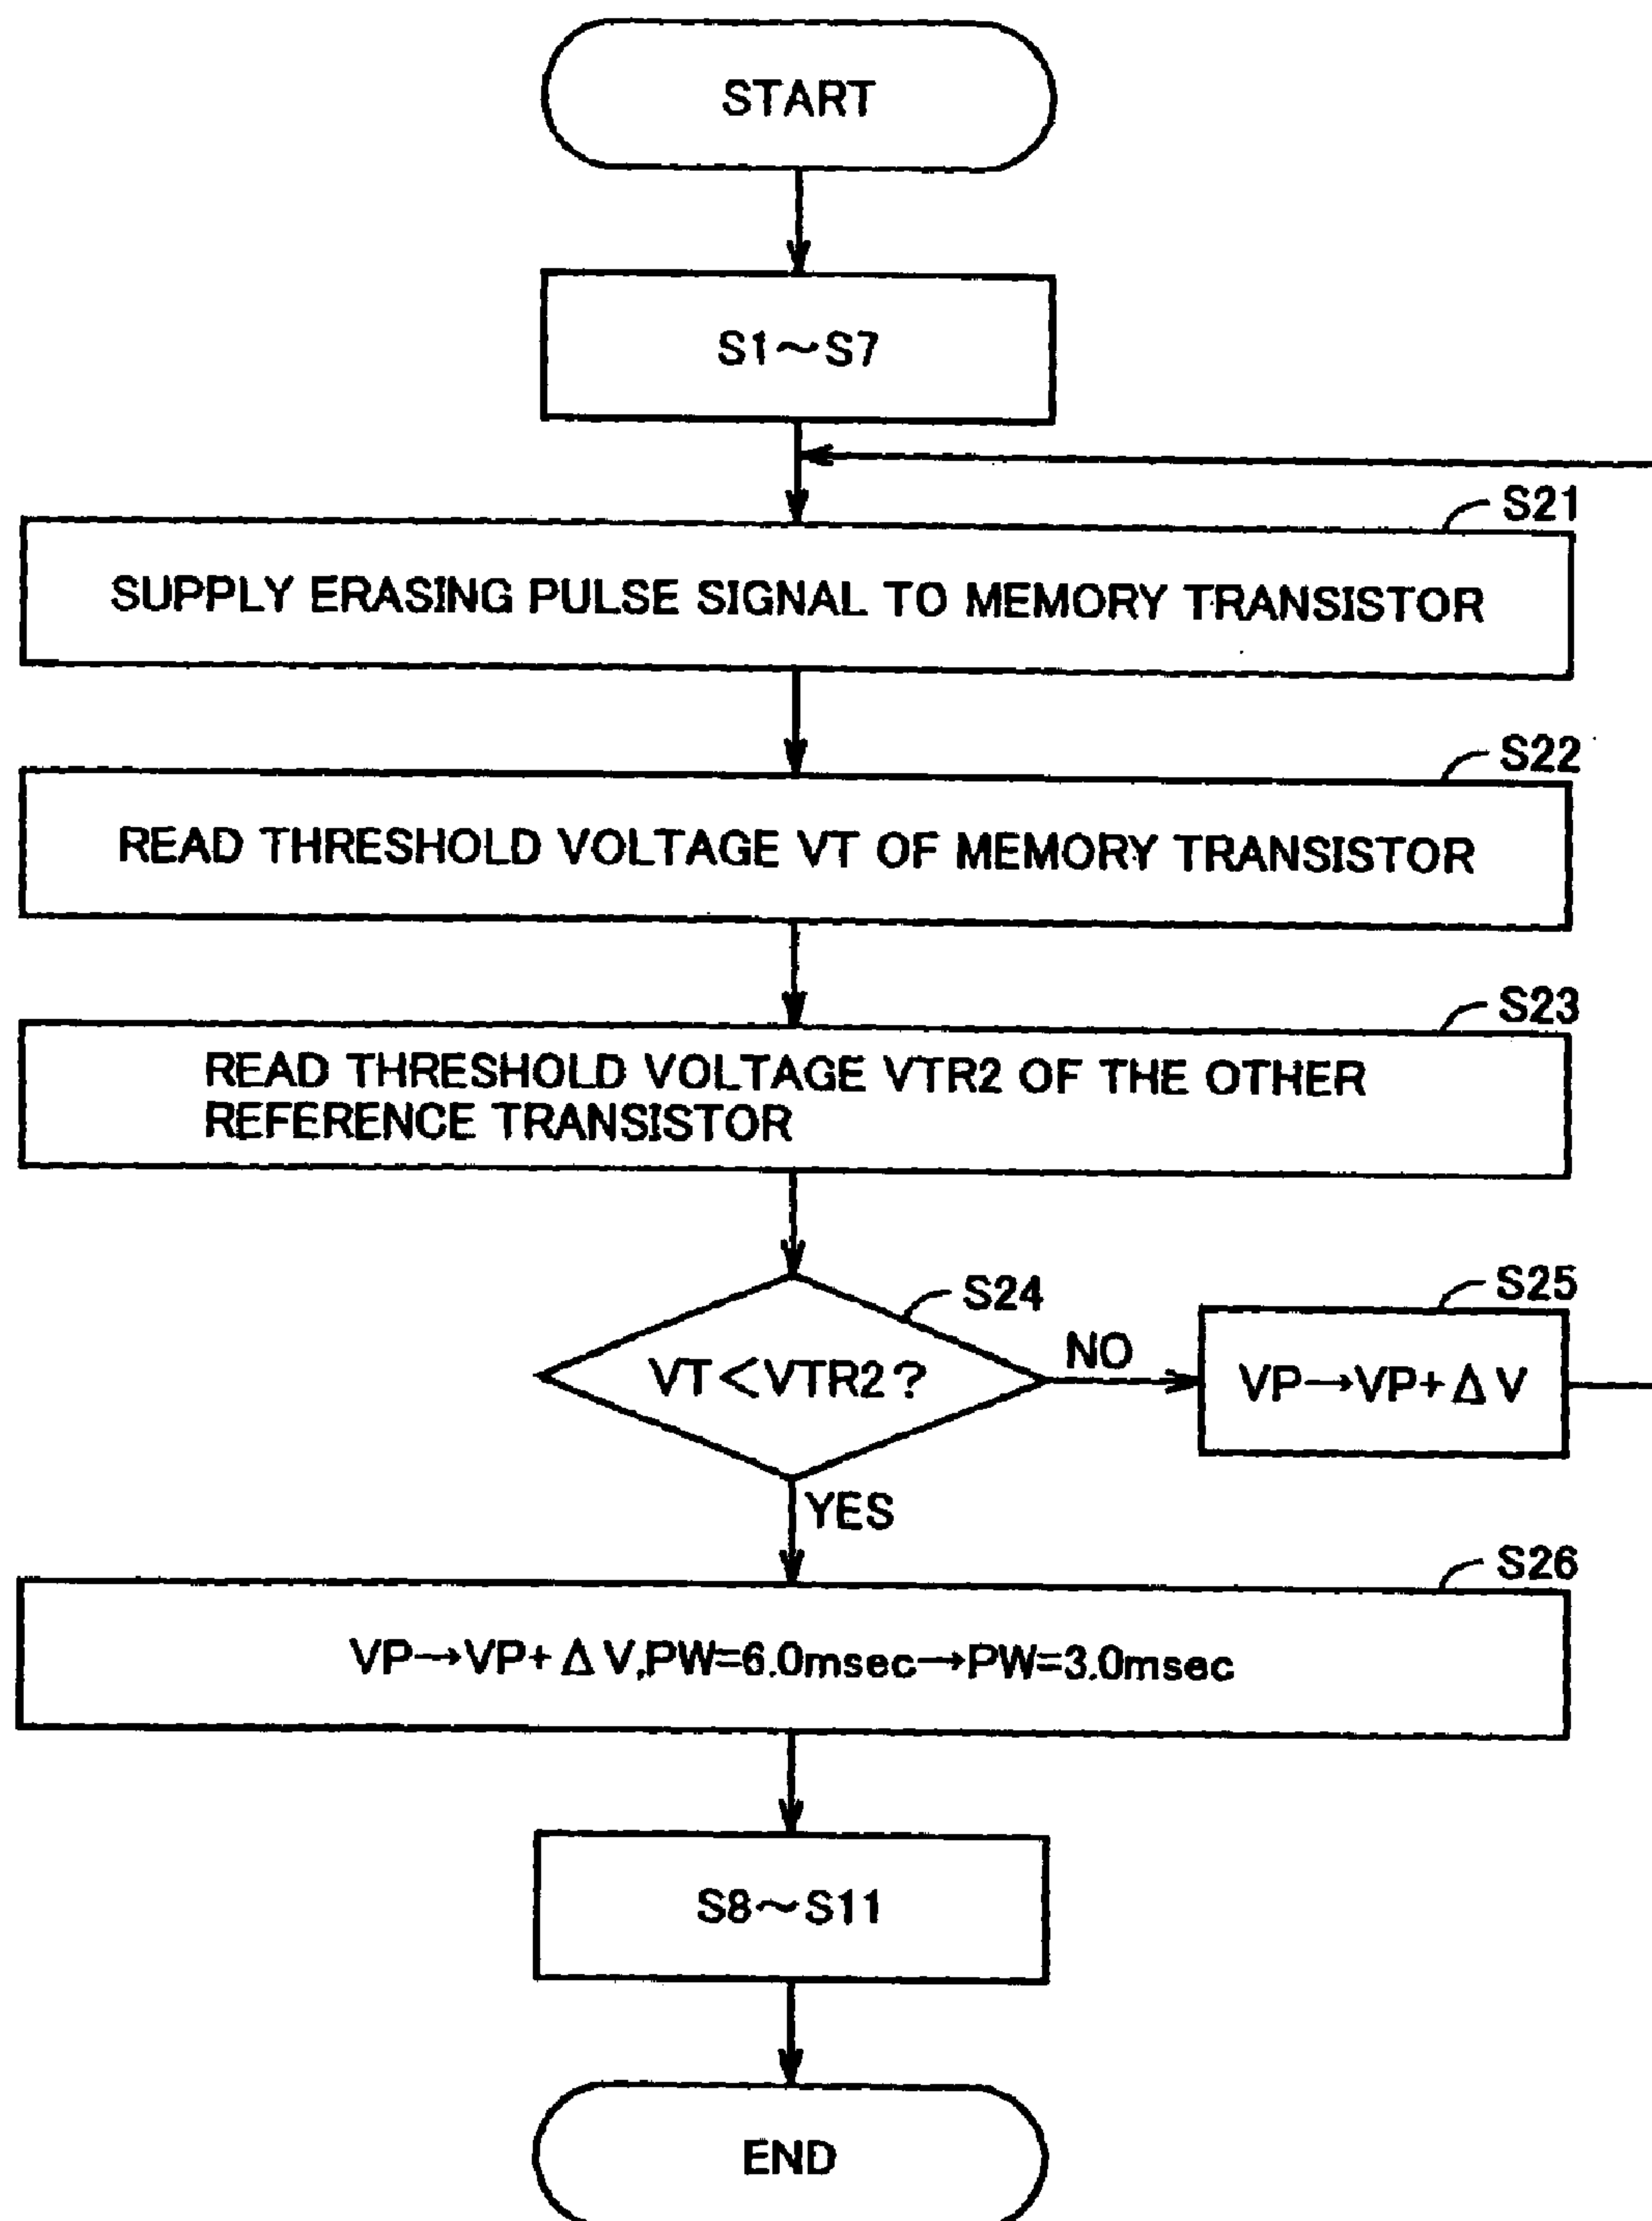 START
S1~S7
S21
SUPPLY ERASING PULSE SIGNAL TO MEMORY TRANSISTOR
S22
READ THRESHOLD VOLTAGE VT OF MEMORY TRANSISTOR
S23
READ THRESHOLD VOLTAGE VTR2 OF THE OTHER
REFERENCE TRANSISTOR
S24
VT<VTR2?
NO
S25
VP→VP+ΔV
YES
S26
VP→VP+ΔV,PW=6.0msec→PW=3.0msec
S8~S11
END